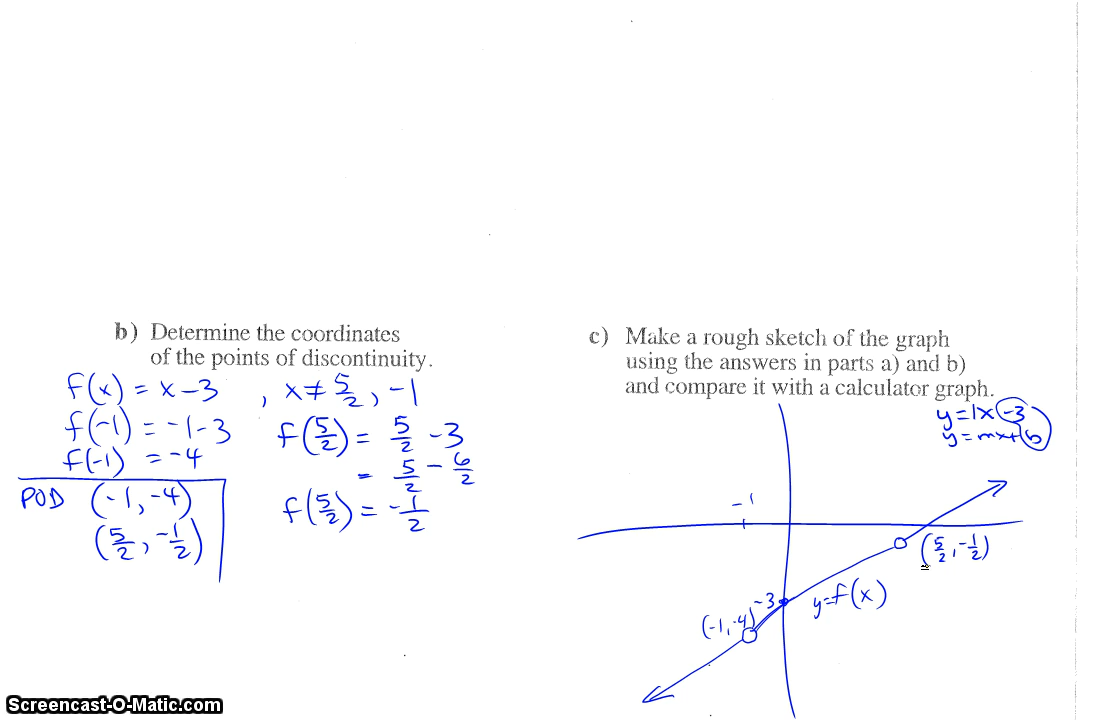 b) Determine the coordinates
of the points of discontinuity.
f(x) = x - 3 , x ≠ 5/2, -1
f(-1) = -1 - 3
f(-1) = -4
f(5/2) = 5/2 - 3
= 5/2 - 6/2
f(5/2) = -1/2
POD (-1, -4)
(5/2, -1/2)
c) Make a rough sketch of the graph
using the answers in parts a) and b)
and compare it with a calculator graph.
y = 1x - 3
y = mx + b
-1
(5/2, -1/2)
-3
y = f(x)
(-1, -4)
Screencast-O-Matic.com